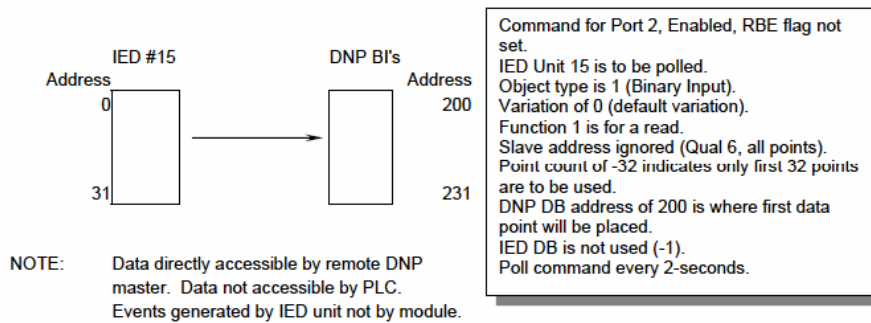 IED #15
DNP BI's
Address
Address
0
200
31
231
NOTE: Data directly accessible by remote DNP
master. Data not accessible by PLC.
Events generated by IED unit not by module.
Command for Port 2, Enabled, RBE flag not
set.
IED Unit 15 is to be polled.
Object type is 1 (Binary Input).
Variation of 0 (default variation).
Function 1 is for a read.
Slave address ignored (Qual 6, all points).
Point count of -32 indicates only first 32 points
are to be used.
DNP DB address of 200 is where first data
point will be placed.
IED DB is not used (-1).
Poll command every 2-seconds.